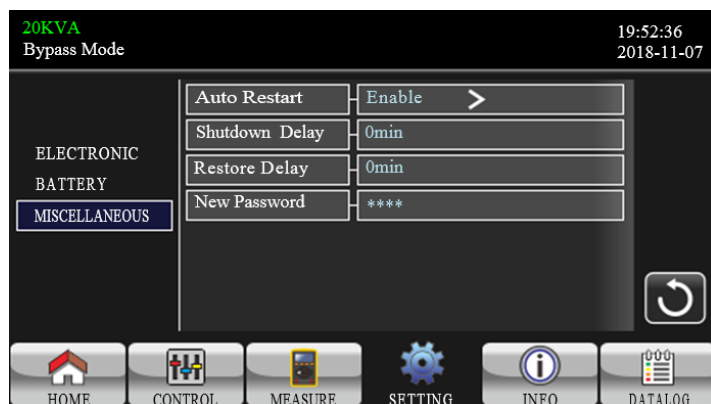 20KVA
Bypass Mode
19:52:36
2018-11-07
ELECTRONIC
BATTERY
MISCELLANEOUS
Auto Restart Enable >
Shutdown Delay 0min
Restore Delay 0min
New Password ****
HOME CONTROL MEASURE SETTING INFO DATALOG